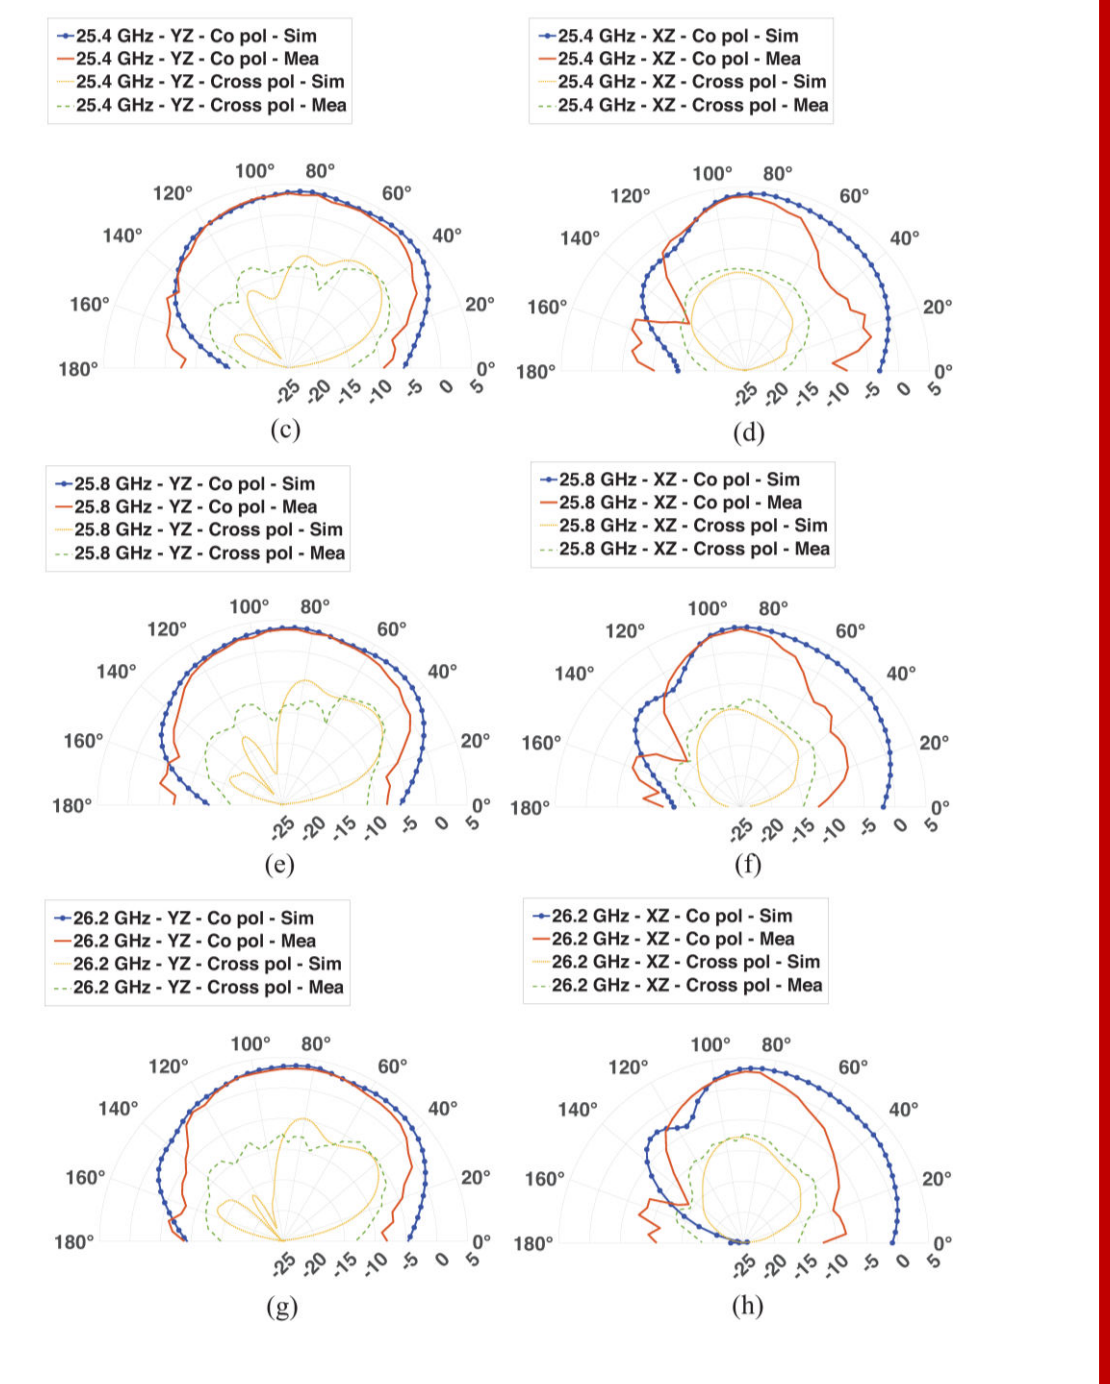 25.4 GHz - YZ - Co pol - Sim
25.4 GHz - YZ - Co pol - Mea
25.4 GHz - YZ - Cross pol - Sim
25.4 GHz - YZ - Cross pol - Mea
25.4 GHz - XZ - Co pol - Sim
25.4 GHz - XZ - Co pol - Mea
25.4 GHz - XZ - Cross pol - Sim
25.4 GHz - XZ - Cross pol - Mea
100° 80°
120° 60°
140° 40°
160° 20°
180° 0°
-25 -20 -15 -10 -5 0 5
(c)
100° 80°
120° 60°
140° 40°
160° 20°
180° 0°
-25 -20 -15 -10 -5 0 5
(d)
25.8 GHz - YZ - Co pol - Sim
25.8 GHz - YZ - Co pol - Mea
25.8 GHz - YZ - Cross pol - Sim
25.8 GHz - YZ - Cross pol - Mea
25.8 GHz - XZ - Co pol - Sim
25.8 GHz - XZ - Co pol - Mea
25.8 GHz - XZ - Cross pol - Sim
25.8 GHz - XZ - Cross pol - Mea
100° 80°
120° 60°
140° 40°
160° 20°
180° 0°
-25 -20 -15 -10 -5 0 5
(e)
100° 80°
120° 60°
140° 40°
160° 20°
180° 0°
-25 -20 -15 -10 -5 0 5
(f)
26.2 GHz - YZ - Co pol - Sim
26.2 GHz - YZ - Co pol - Mea
26.2 GHz - YZ - Cross pol - Sim
26.2 GHz - YZ - Cross pol - Mea
26.2 GHz - XZ - Co pol - Sim
26.2 GHz - XZ - Co pol - Mea
26.2 GHz - XZ - Cross pol - Sim
26.2 GHz - XZ - Cross pol - Mea
100° 80°
120° 60°
140° 40°
160° 20°
180° 0°
-25 -20 -15 -10 -5 0 5
(g)
100° 80°
120° 60°
140° 40°
160° 20°
180° 0°
-25 -20 -15 -10 -5 0 5
(h)